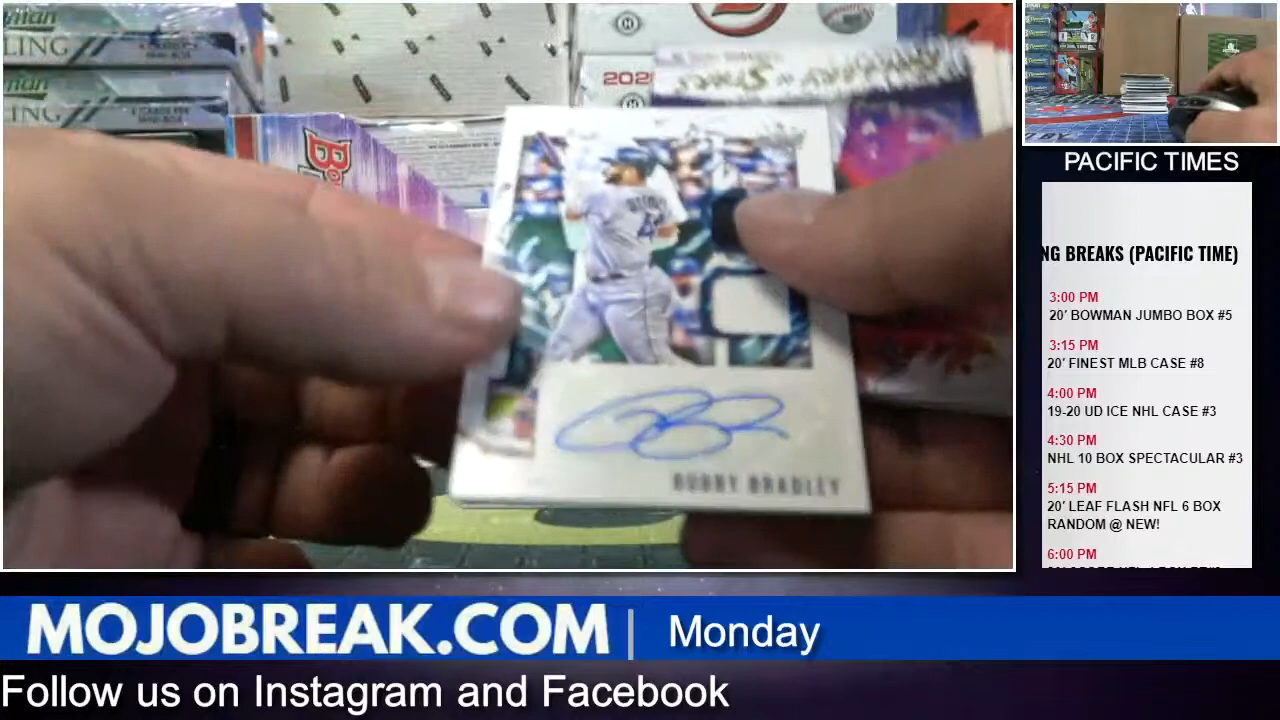 LING
202
BOBBY BRADLEY
PACIFIC TIMES
NG BREAKS (PACIFIC TIME)
3:00 PM
20' BOWMAN JUMBO BOX #5
3:15 PM
20' FINEST MLB CASE #8
4:00 PM
19-20 UD ICE NHL CASE #3
4:30 PM
NHL 10 BOX SPECTACULAR #3
5:15 PM
20' LEAF FLASH NFL 6 BOX
RANDOM @ NEW!
6:00 PM
MOJOBREAK.COM
Monday
Follow us on Instagram and Facebook